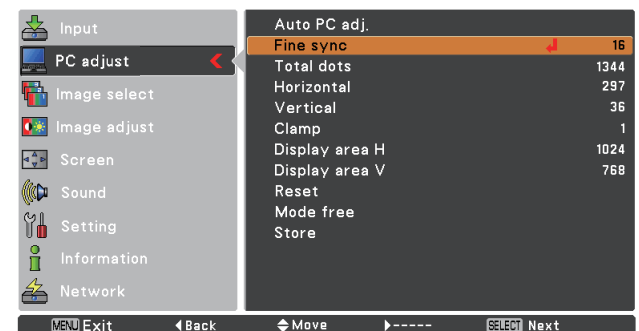 Input
PC adjust
Image select
Image adjust
Screen
Sound
Setting
Information
Network
Auto PC adj.
Fine sync 16
Total dots 1344
Horizontal 297
Vertical 36
Clamp 1
Display area H 1024
Display area V 768
Reset
Mode free
Store
MENU Exit Back Move ----- SELECT Next